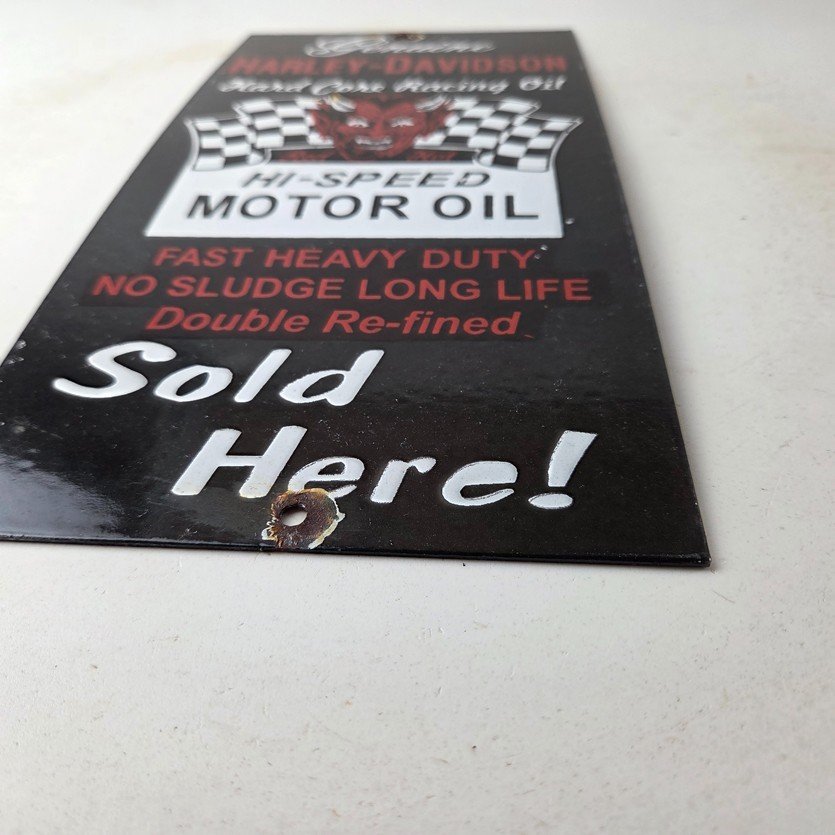 Genuine
HARLEY-DAVIDSON
Hard Core Racing Oil
HI-SPEED
MOTOR OIL
FAST HEAVY DUTY
NO SLUDGE LONG LIFE
Double Re-fined
Sold
Here!